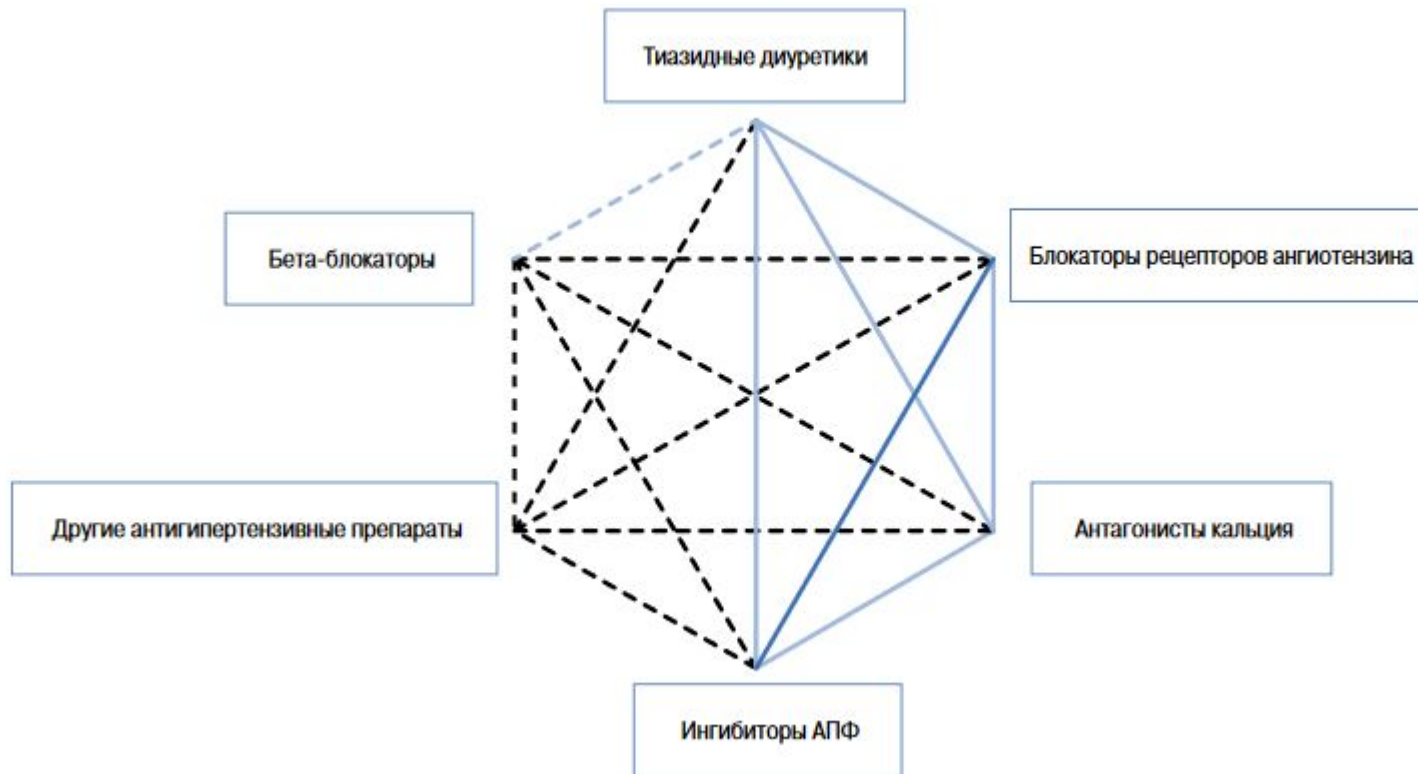 Тиазидные диуретики
Бета-блокаторы
Блокаторы рецепторов ангиотензина
Другие антигипертензивные препараты
Антагонисты кальция
Ингибиторы АПФ